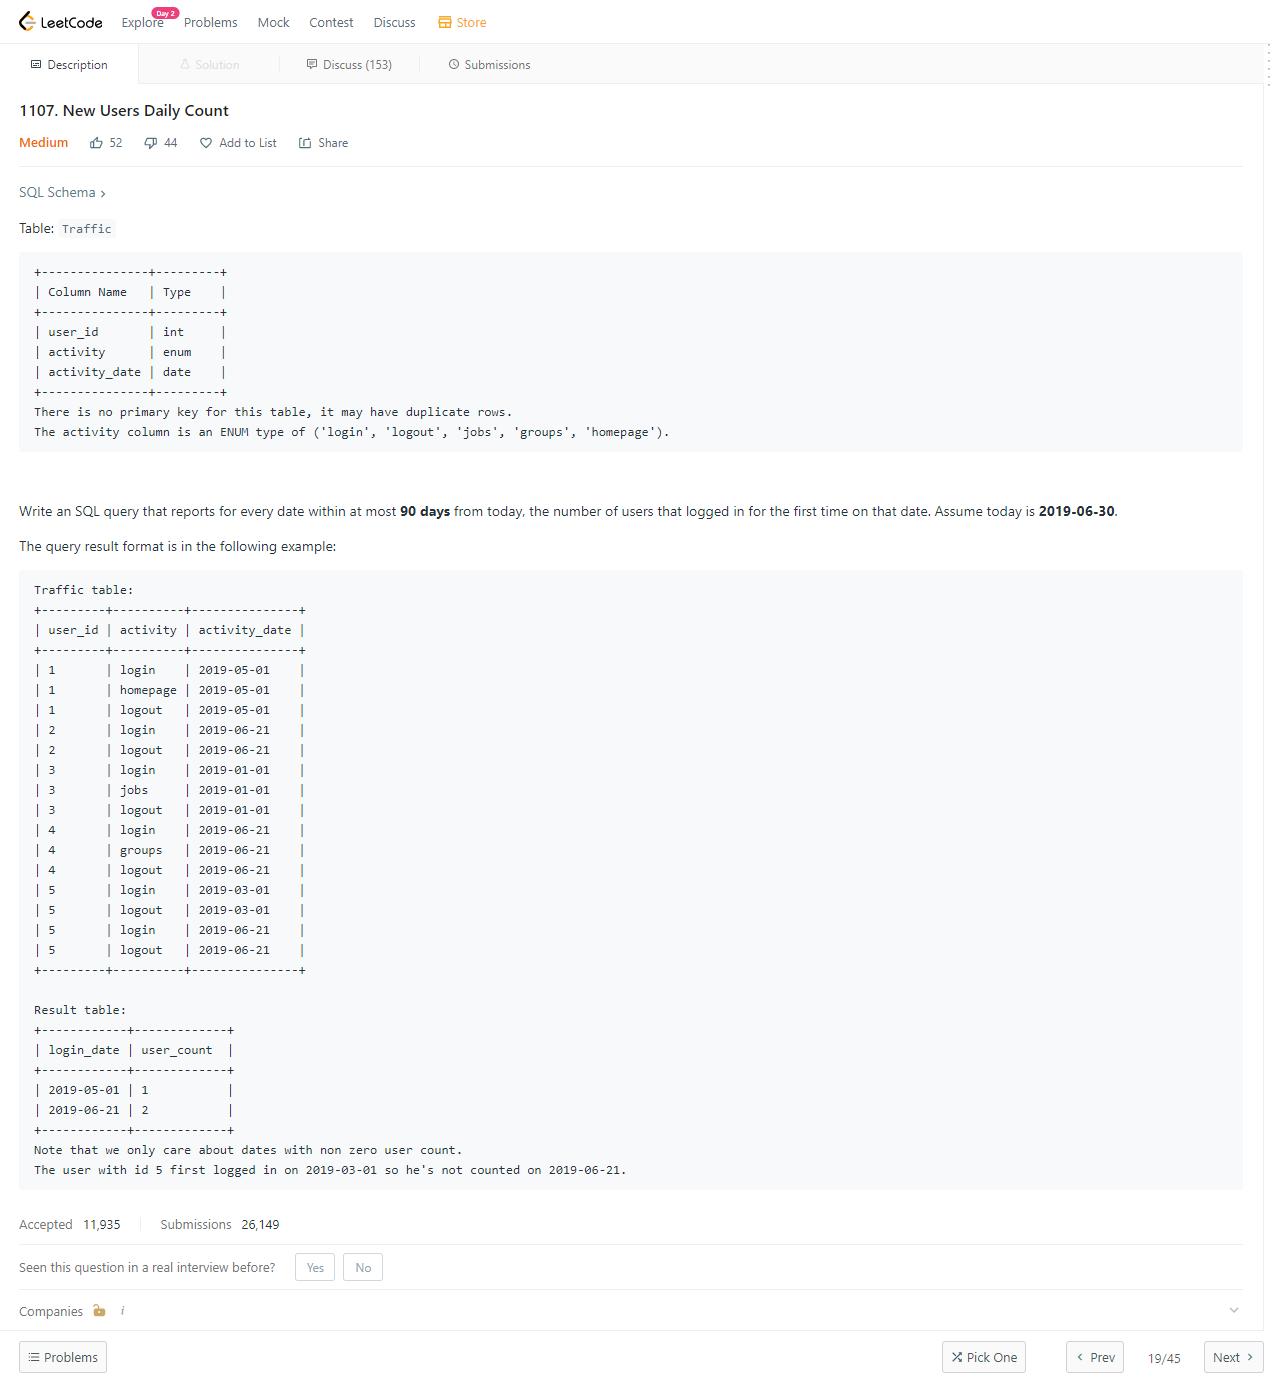 LeetCode Explore Day 2 Problems Mock Contest Discuss Store
Description Solution Discuss (153) Submissions
1107. New Users Daily Count
Medium 52 44 Add to List Share
SQL Schema >
Table: Traffic
+---------------+---------+
| Column Name   | Type    |
+---------------+---------+
| user_id       | int     |
| activity      | enum    |
| activity_date | date    |
+---------------+---------+
There is no primary key for this table, it may have duplicate rows.
The activity column is an ENUM type of ('login', 'logout', 'jobs', 'groups', 'homepage').
Write an SQL query that reports for every date within at most 90 days from today, the number of users that logged in for the first time on that date. Assume today is 2019-06-30.
The query result format is in the following example:
Traffic table:
+---------+----------+---------------+
| user_id | activity | activity_date |
+---------+----------+---------------+
| 1       | login    | 2019-05-01    |
| 1       | homepage | 2019-05-01    |
| 1       | logout   | 2019-05-01    |
| 2       | login    | 2019-06-21    |
| 2       | logout   | 2019-06-21    |
| 3       | login    | 2019-01-01    |
| 3       | jobs     | 2019-01-01    |
| 3       | logout   | 2019-01-01    |
| 4       | login    | 2019-06-21    |
| 4       | groups   | 2019-06-21    |
| 4       | logout   | 2019-06-21    |
| 5       | login    | 2019-03-01    |
| 5       | logout   | 2019-03-01    |
| 5       | login    | 2019-06-21    |
| 5       | logout   | 2019-06-21    |
+---------+----------+---------------+
Result table:
+------------+-------------+
| login_date | user_count  |
+------------+-------------+
| 2019-05-01 | 1           |
| 2019-06-21 | 2           |
+------------+-------------+
Note that we only care about dates with non zero user count.
The user with id 5 first logged in on 2019-03-01 so he's not counted on 2019-06-21.
Accepted 11,935 Submissions 26,149
Seen this question in a real interview before? Yes No
Companies i
Problems Pick One < Prev 19/45 Next >